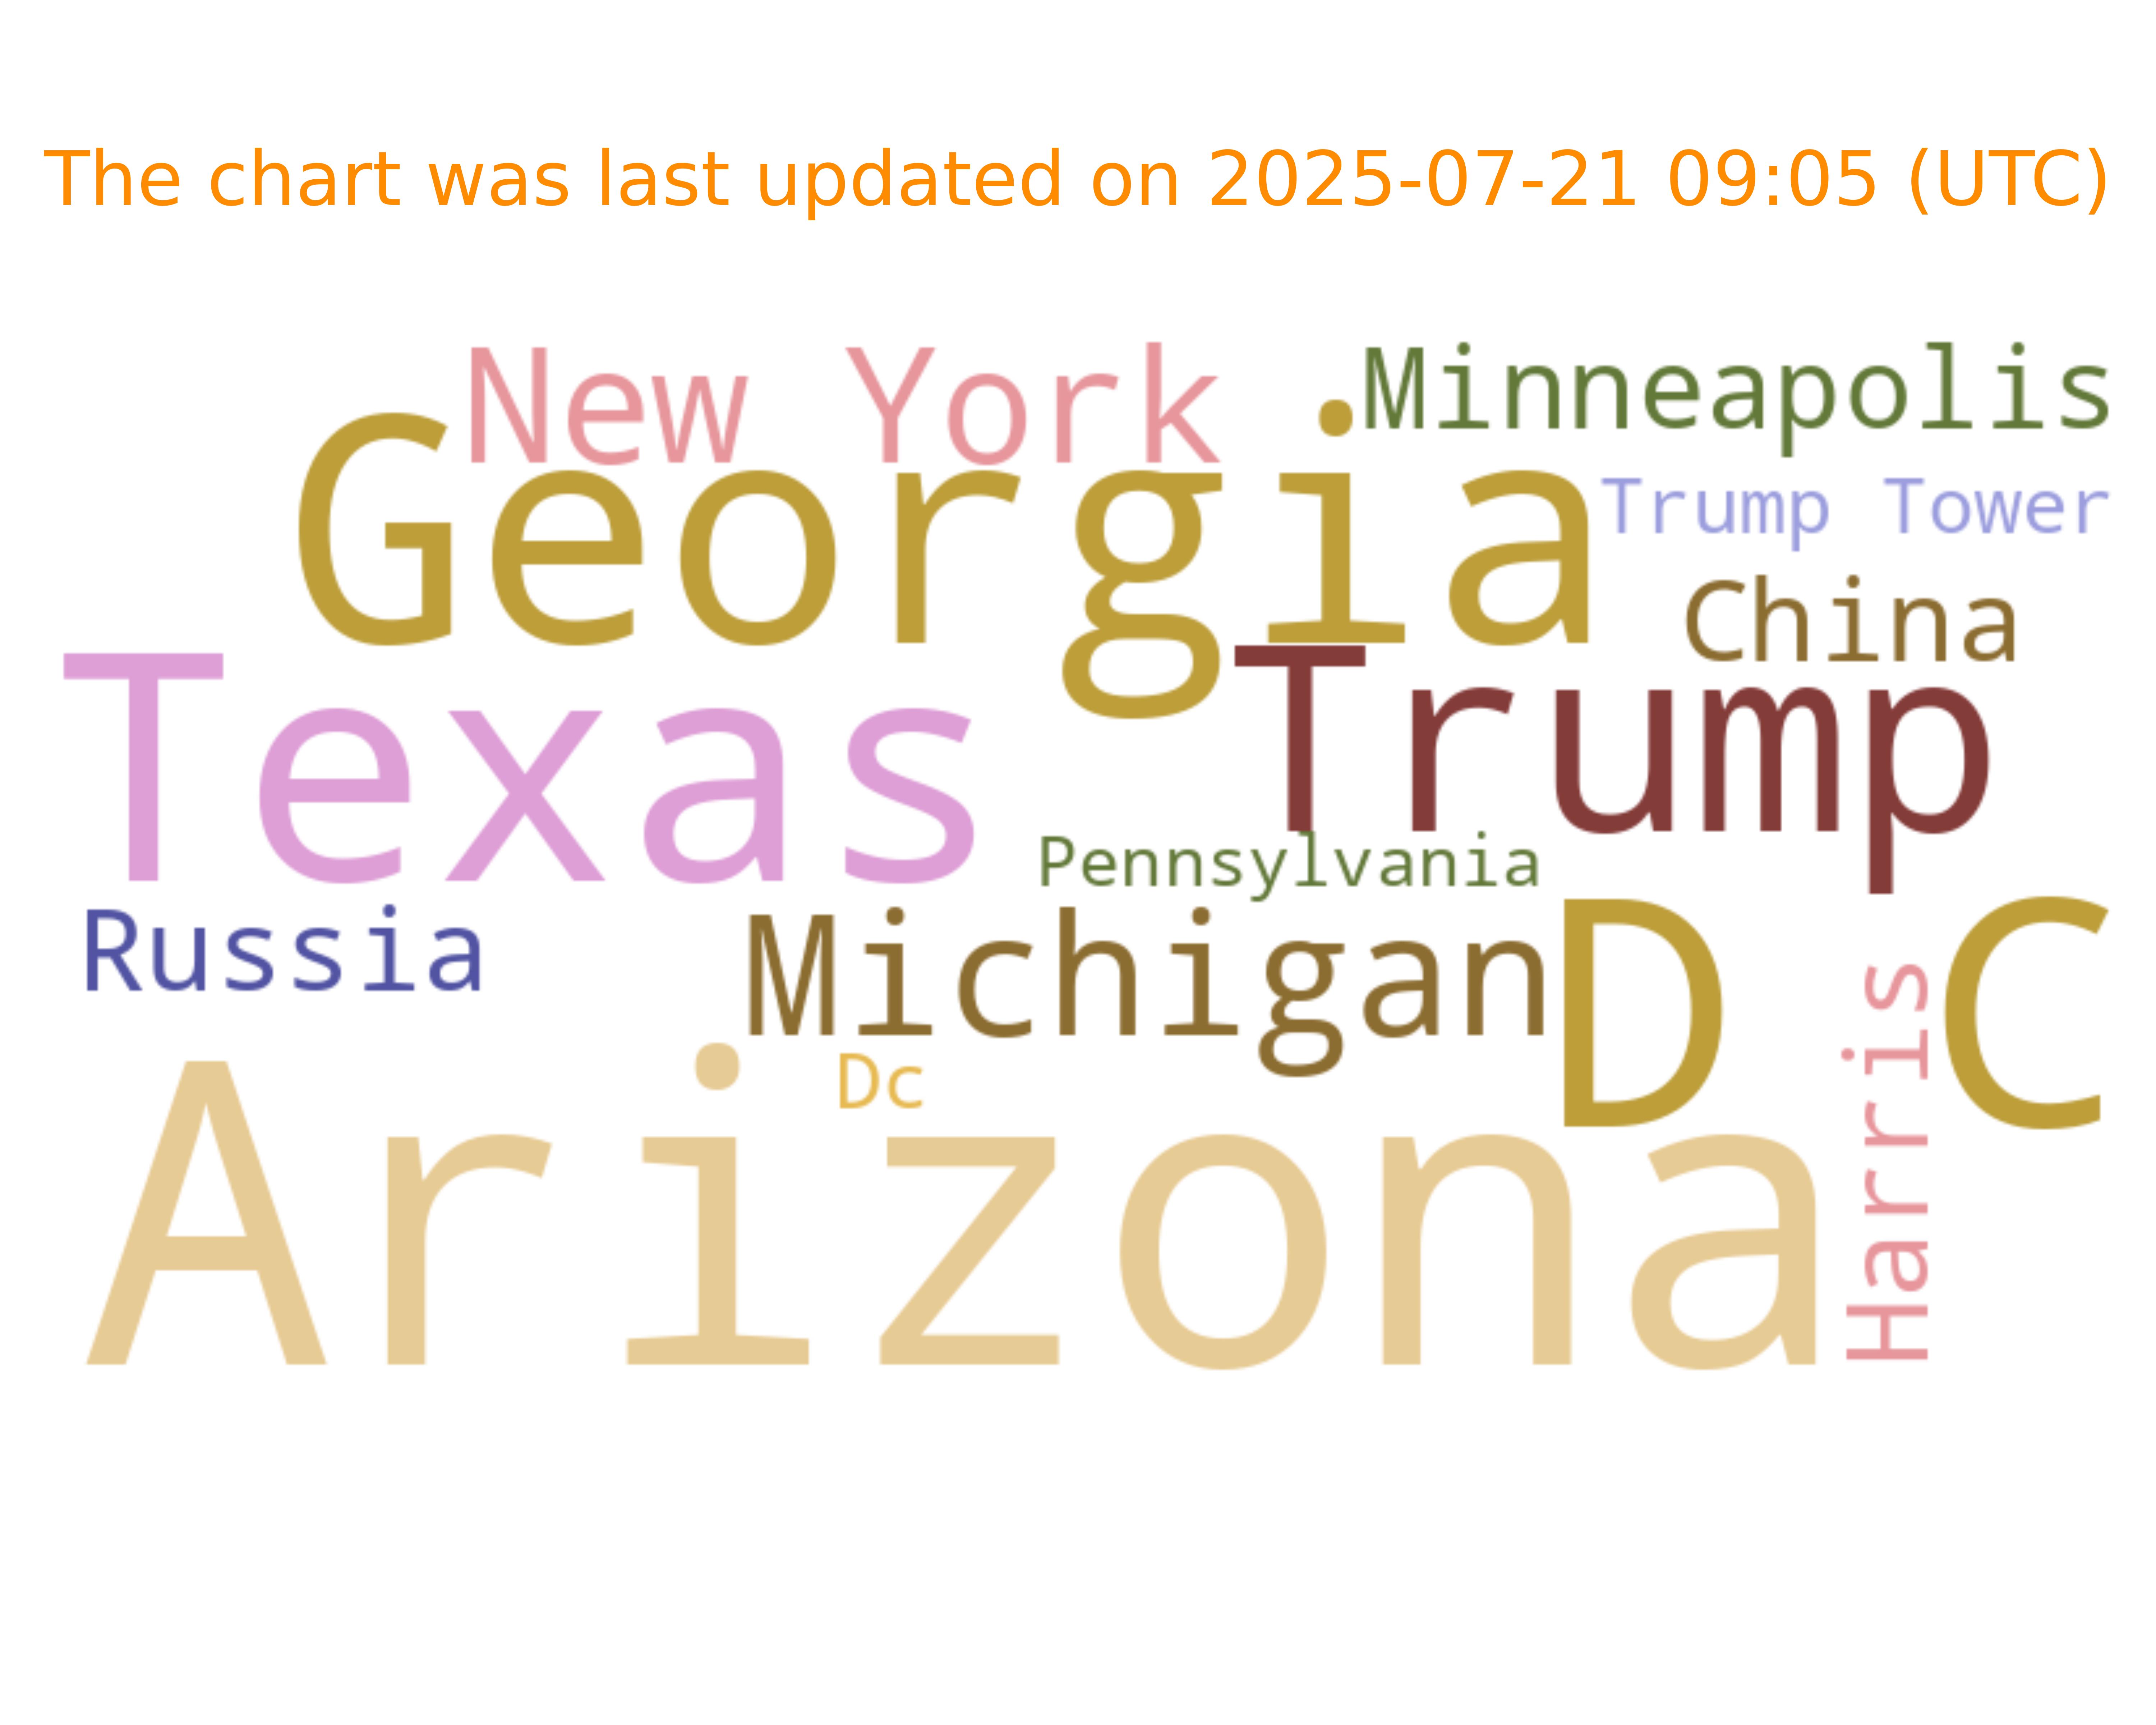 The chart was last updated on 2025-07-21 09:05 (UTC)
New York
Minneapolis
Georgia
Trump Tower
China
Texas
Trump
Pennsylvania
Russia
Michigan
D C
Dc
Harris
Arizona